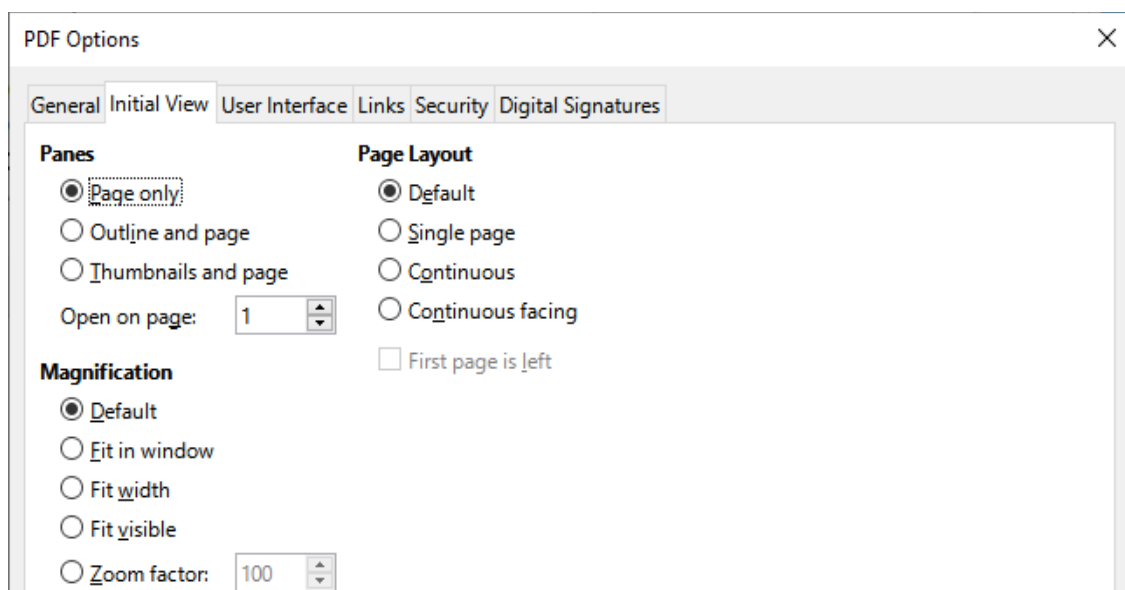 PDF Options
General Initial View User Interface Links Security Digital Signatures
Panes
Page only
Outline and page
Thumbnails and page
Open on page: 1
Page Layout
Default
Single page
Continuous
Continuous facing
First page is left
Magnification
Default
Fit in window
Fit width
Fit visible
Zoom factor: 100